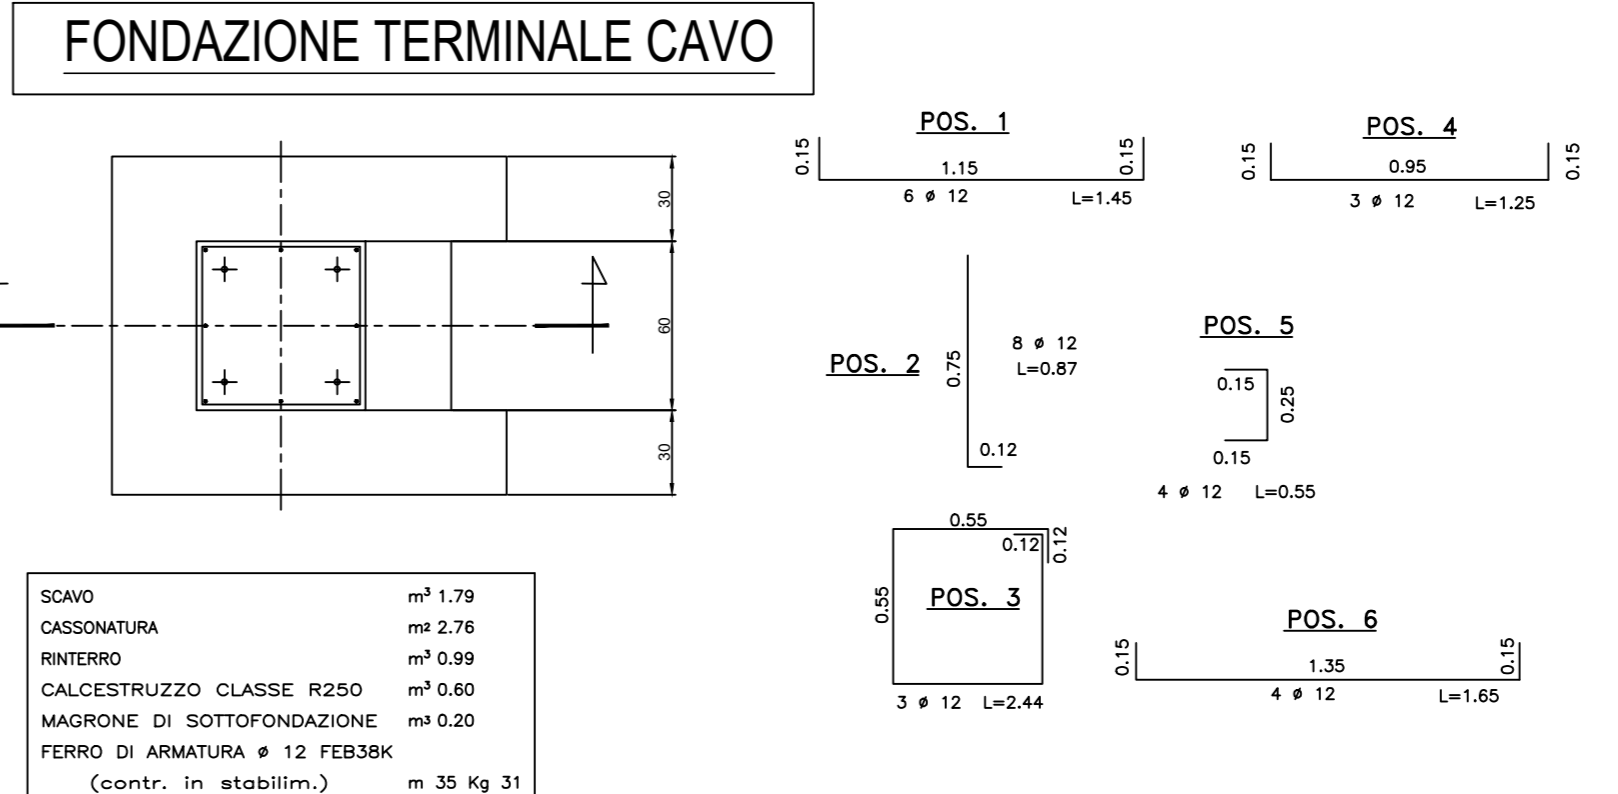 FONDAZIONE TERMINALE CAVO
30
60
30
POS. 1
0.15
1.15
0.15
6 ø 12 L=1.45
POS. 4
0.15
0.95
0.15
3 ø 12 L=1.25
POS. 2
0.75
8 ø 12
L=0.87
0.12
POS. 5
0.15
0.25
0.15
4 ø 12 L=0.55
0.55
0.12
0.12
0.55
POS. 3
3 ø 12 L=2.44
POS. 6
0.15
1.35
0.15
4 ø 12 L=1.65
SCAVO m³ 1.79
CASSONATURA m² 2.76
RINTERRO m³ 0.99
CALCESTRUZZO CLASSE R250 m³ 0.60
MAGRONE DI SOTTOFONDAZIONE m³ 0.20
FERRO DI ARMATURA ø 12 FEB38K
(contr. in stabilim.) m 35 Kg 31